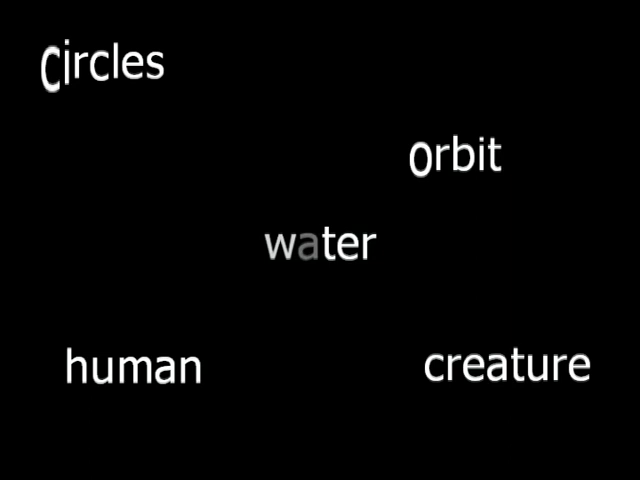 circles
orbit
water
human
creature